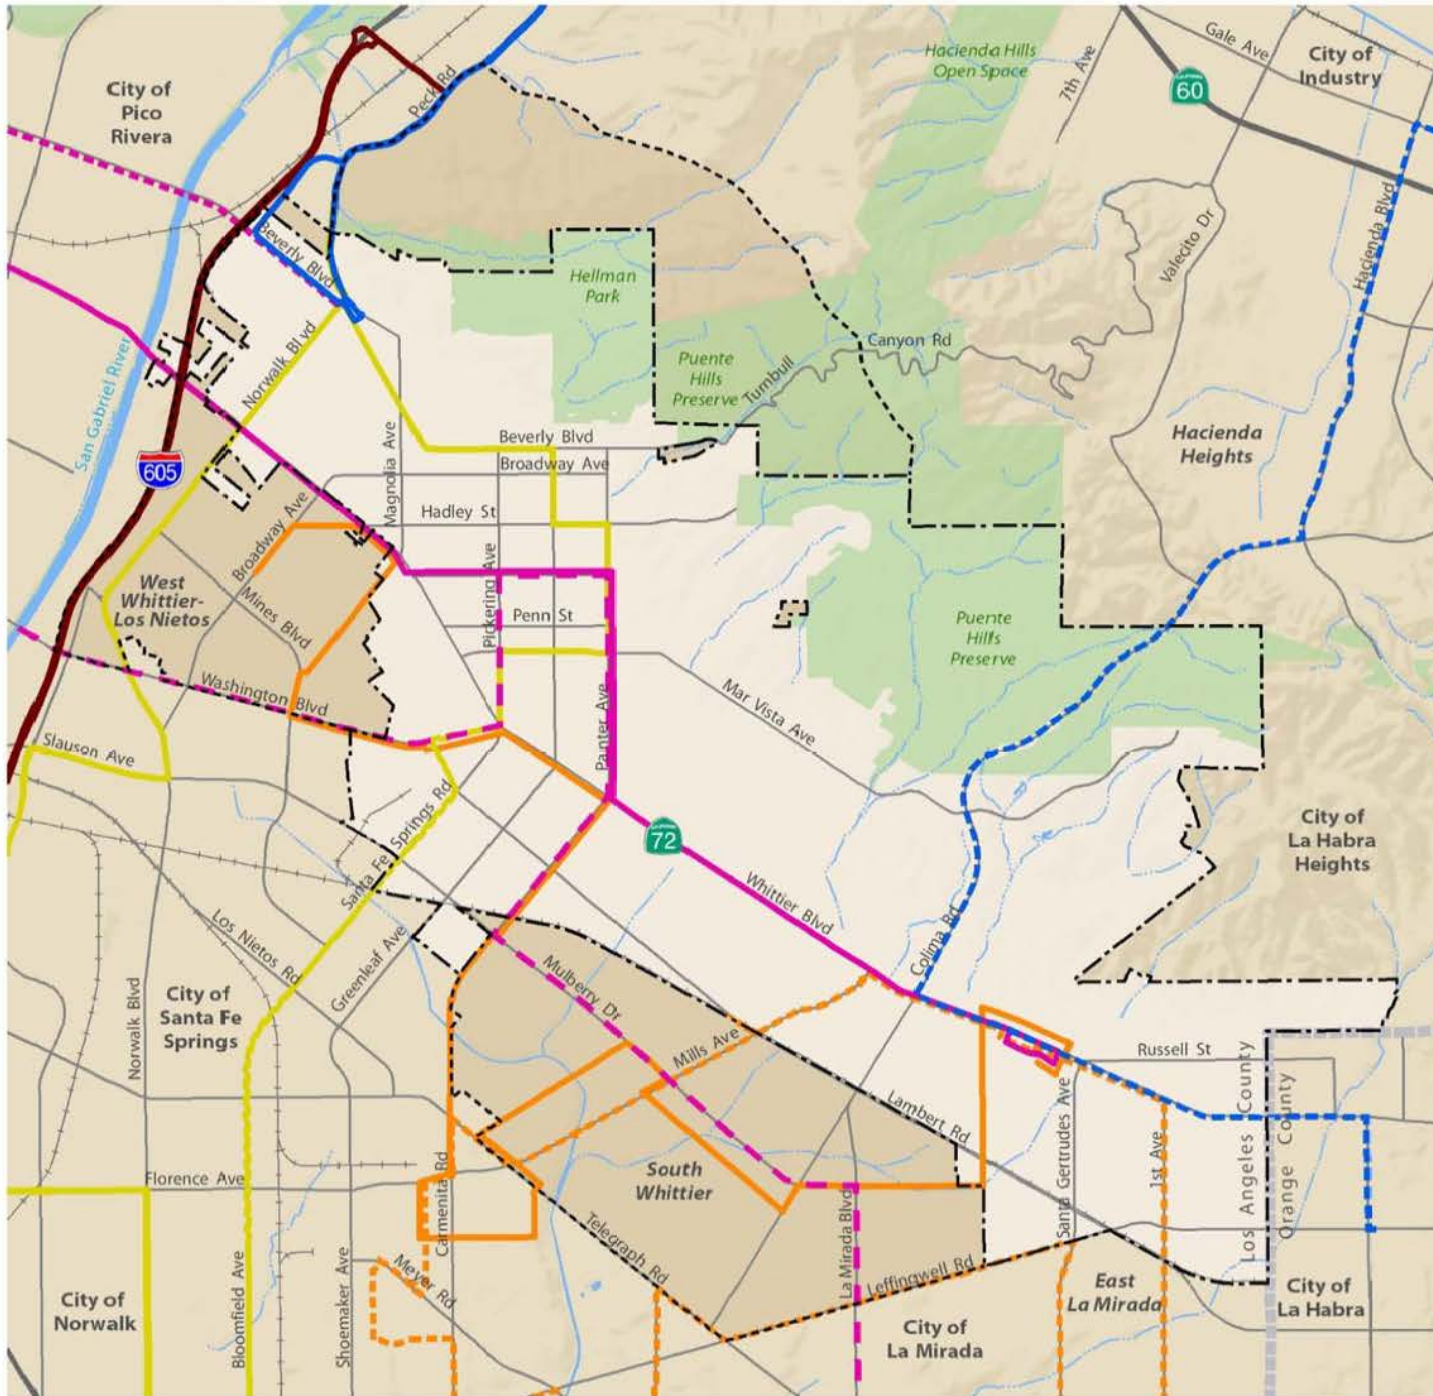 Hacienda Hills
Open Space
7th Ave
Gale Ave
City of
Industry
60
City of
Pico
Rivera
Peck Rd
Beverly Blvd
Hellman
Park
Valecito Dr
Hacienda Blvd
San Gabriel River
Norwalk Blvd
Puente
Hills
Preserve
Turnbull
Canyon Rd
605
Magnolia Ave
Beverly Blvd
Broadway Ave
Hadley St
Hacienda
Heights
Broadway Ave
West
Whittier-
Los Nietos
Mines Blvd
Pickering Ave
Penn St
Puente
Hills
Preserve
Washington Blvd
Painter Ave
Mar Vista Ave
Slauson Ave
Santa Fe Springs Rd
CALIFORNIA
72
City of
La Habra
Heights
Whittier Blvd
Los Nietos Rd
Greenleaf Ave
Colima Rd
Mulberry Dr
City of
Santa Fe
Springs
Norwalk Blvd
Mills Ave
Russell St
Lambert Rd
Los Angeles County
Orange County
Santa Gertrudes Ave
1st Ave
Florence Ave
Carmenita Rd
South
Whittier
La Mirada Blvd
Telegraph Rd
Leffingwell Rd
Bloomfield Ave
Shoemaker Ave
Meyer Rd
City of
Norwalk
East
La Mirada
City of
La Habra
City of
La Mirada